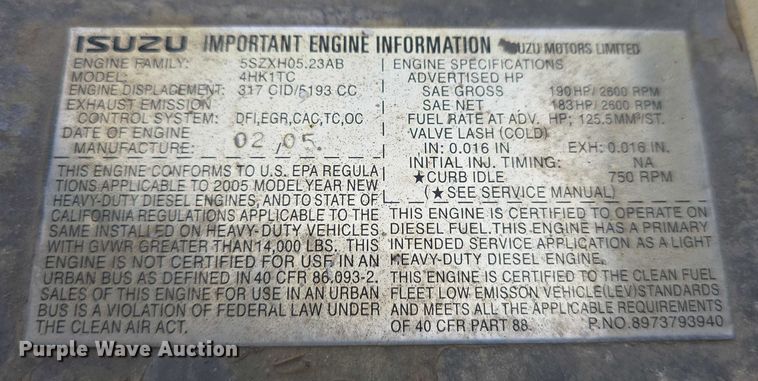 ISUZU IMPORTANT ENGINE INFORMATION ISUZU MOTORS LIMITED
ENGINE FAMILY: 5SZXH05.23AB
MODEL: 4HK1TC
ENGINE DISPLACEMENT: 317 CID/5193 CC
EXHAUST EMISSION
CONTROL SYSTEM: DFI,EGR,CAC,TC,OC
DATE OF ENGINE
MANUFACTURE: 02 05
THIS ENGINE CONFORMS TO U.S. EPA REGULA
TIONS APPLICABLE TO 2005 MODEL YEAR NEW
HEAVY-DUTY DIESEL ENGINES, AND TO STATE OF
CALIFORNIA REGULATIONS APPLICABLE TO THE
SAME INSTALLED ON HEAVY-DUTY VEHICLES
WITH GVWR GREATER THAN 14,000 LBS. THIS
ENGINE IS NOT CERTIFIED FOR USE IN AN
URBAN BUS AS DEFINED IN 40 CFR 86.093-2.
SALES OF THIS ENGINE FOR USE IN AN URBAN
BUS IS A VIOLATION OF FEDERAL LAW UNDER
THE CLEAN AIR ACT.
ENGINE SPECIFICATIONS
ADVERTISED HP
SAE GROSS 190 HP/2600 RPM
SAE NET 183 HP/2600 RPM
FUEL RATE AT ADV. HP: 125.5MM³/ST.
VALVE LASH (COLD)
IN: 0.016 IN EXH: 0.016 IN.
INITIAL INJ. TIMING: NA
★CURB IDLE 750 RPM
(★SEE SERVICE MANUAL)
THIS ENGINE IS CERTIFIED TO OPERATE ON
DIESEL FUEL.THIS ENGINE HAS A PRIMARY
INTENDED SERVICE APPLICATION AS A LIGHT
HEAVY-DUTY DIESEL ENGINE.
THIS ENGINE IS CERTIFIED TO THE CLEAN FUEL
FLEET LOW EMISSON VEHICLE(LEV)STANDARDS
AND MEETS ALL THE APPLICABLE REQUIREMENTS
OF 40 CFR PART 88. P.NO.8973793940
Purple Wave Auction